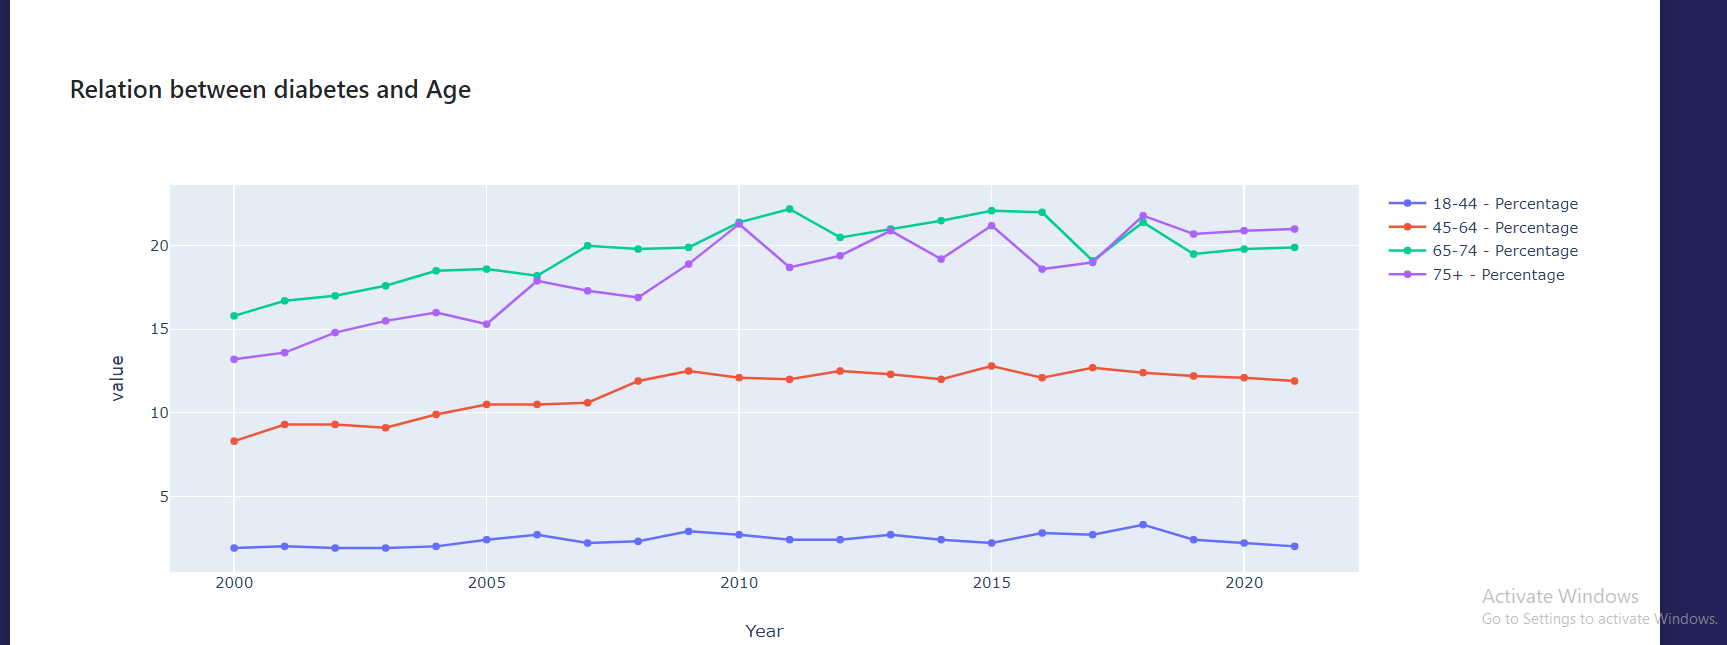 Relation between diabetes and Age
18-44 - Percentage
45-64 - Percentage
65-74 - Percentage
75+ - Percentage
20
15
10
5
value
2000 2005 2010 2015 2020
Year
Activate Windows
Go to Settings to activate Windows.